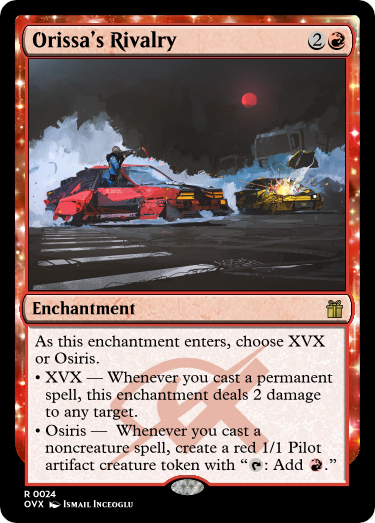 Orissa's Rivalry 2
Enchantment
As this enchantment enters, choose XVX
or Osiris.
• XVX — Whenever you cast a permanent
spell, this enchantment deals 2 damage
to any target.
• Osiris — Whenever you cast a
noncreature spell, create a red 1/1 Pilot
artifact creature token with “: Add .”
R 0024
OVX Ismail Inceoglu